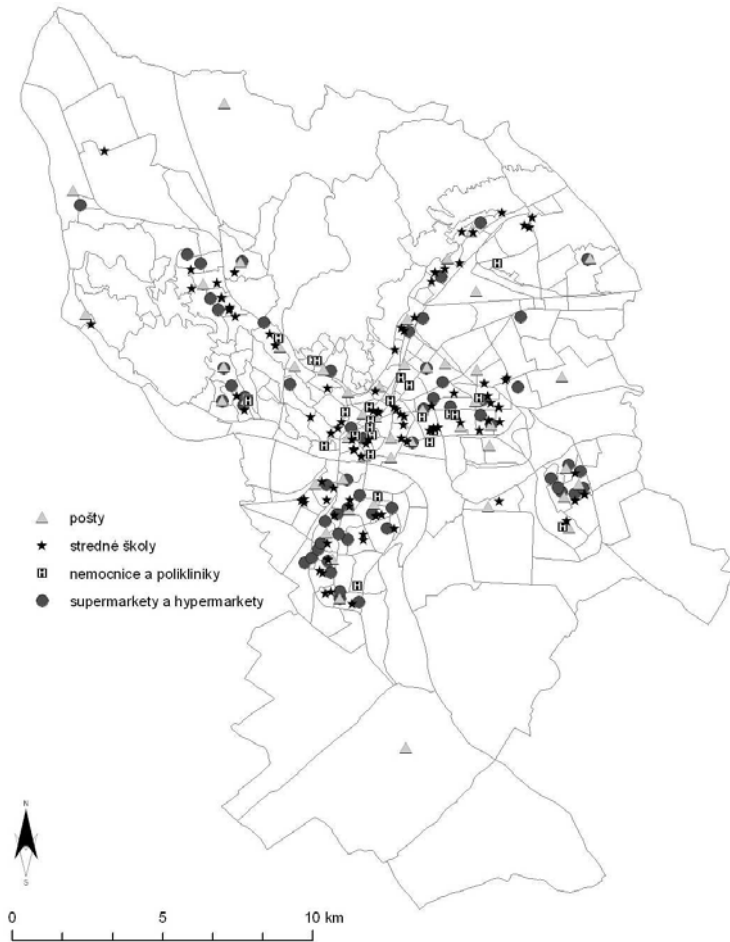 pošty
stredné školy
nemocnice a polikliniky
supermarkety a hypermarkety
N
S
0 5 10 km